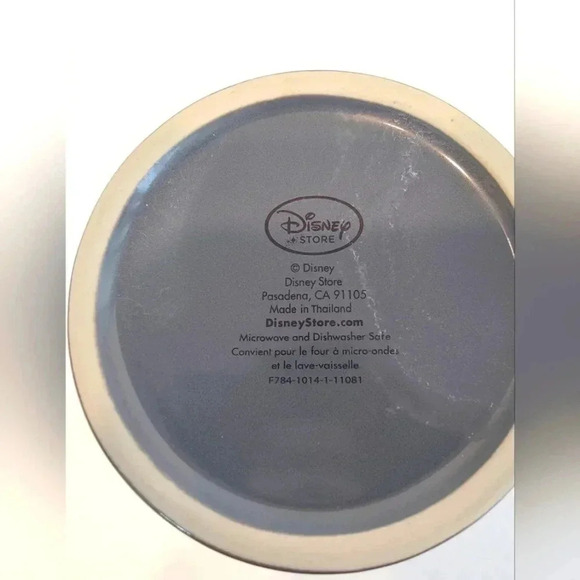 Disney
STORE
© Disney
Disney Store
Pasadena, CA 91105
Made in Thailand
DisneyStore.com
Microwave and Dishwasher Safe
Convient pour le four à micro-ondes
et le lave-vaisselle
F784-1014-1-11081